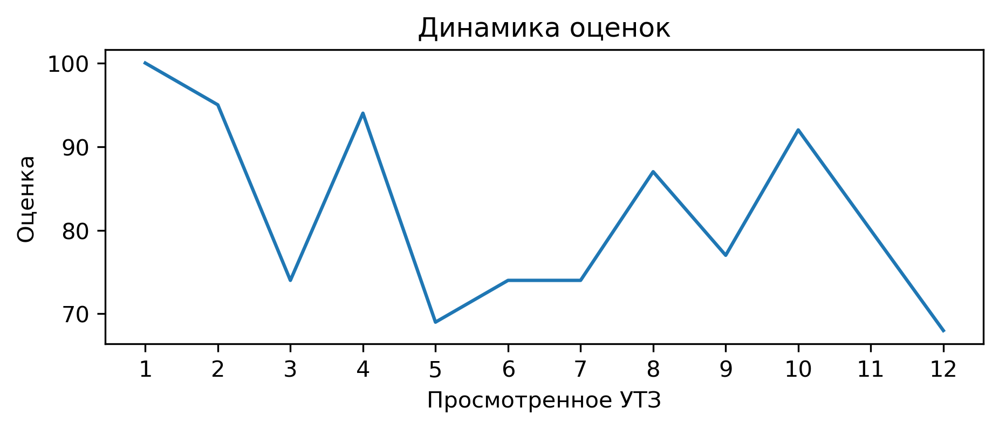 Динамика оценок
100
90
80
70
Оценка
1 2 3 4 5 6 7 8 9 10 11 12
Просмотренное УТЗ